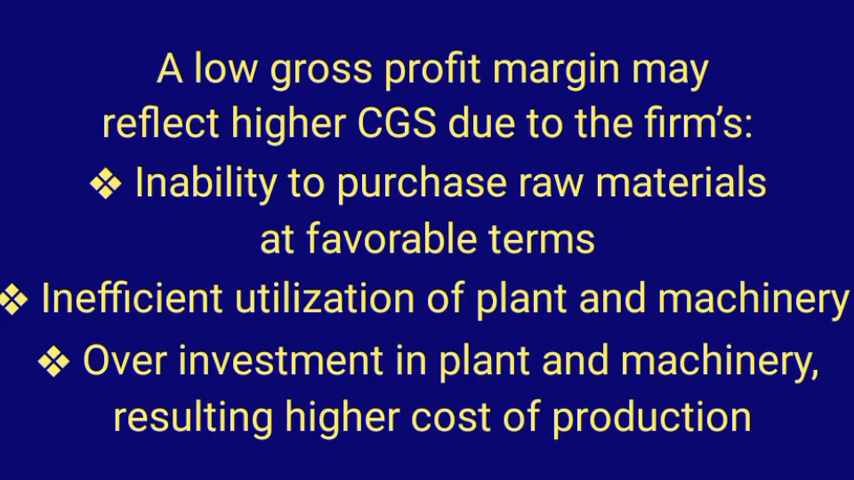 A low gross profit margin may
reflect higher CGS due to the firm's:
❖ Inability to purchase raw materials
at favorable terms
❖ Inefficient utilization of plant and machinery
❖ Over investment in plant and machinery,
resulting higher cost of production